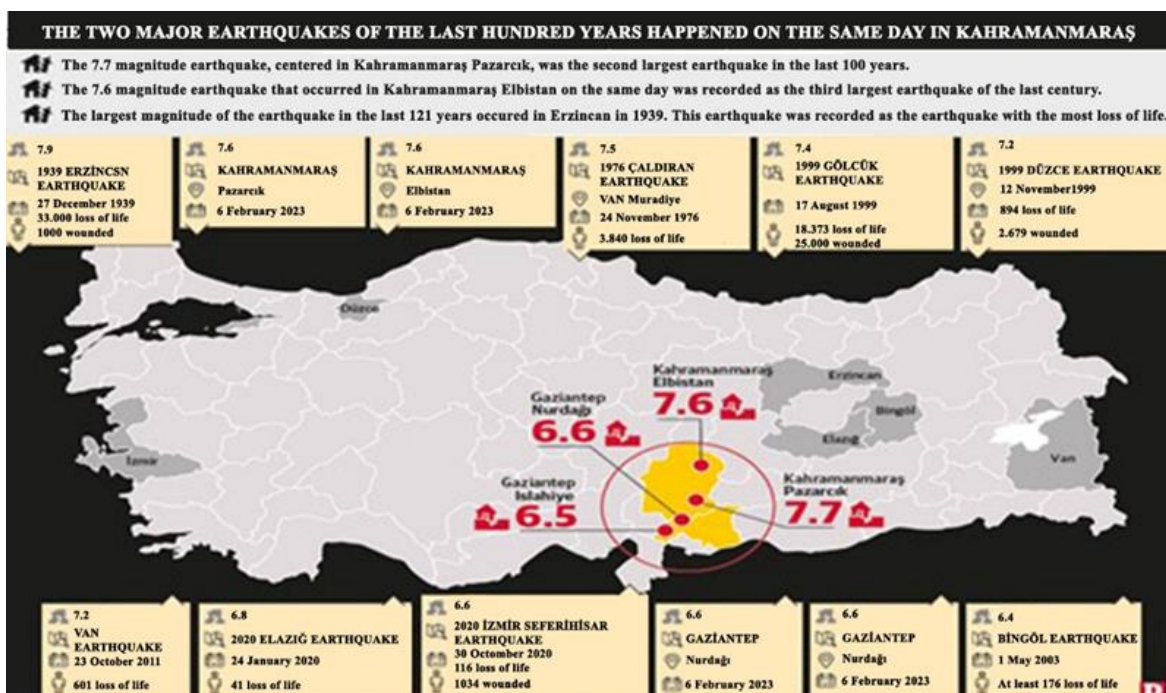 THE TWO MAJOR EARTHQUAKES OF THE LAST HUNDRED YEARS HAPPENED ON THE SAME DAY IN KAHRAMANMARAŞ
The 7.7 magnitude earthquake, centered in Kahramanmaraş Pazarcık, was the second largest earthquake in the last 100 years.
The 7.6 magnitude earthquake that occurred in Kahramanmaraş Elbistan on the same day was recorded as the third largest earthquake of the last century.
The largest magnitude of the earthquake in the last 121 years occured in Erzincan in 1939. This earthquake was recorded as the earthquake with the most loss of life.
7.9
1939 ERZİNCSN
EARTHQUAKE
27 December 1939
33.000 loss of life
1000 wounded
7.6
KAHRAMANMARAŞ
Pazarcık
6 February 2023
7.6
KAHRAMANMARAŞ
Elbistan
6 February 2023
7.5
1976 ÇALDIRAN
EARTHQUAKE
VAN Muradiye
24 November 1976
3.840 loss of life
7.4
1999 GÖLCÜK
EARTHQUAKE
17 August 1999
18.373 loss of life
25.000 wounded
7.2
1999 DÜZCE EARTHQUAKE
12 November1999
894 loss of life
2.679 wounded
Düzce
İzmir
Erzincan
Bingöl
Elazığ
Van
Kahramanmaraş
Elbistan
7.6
Gaziantep
Nurdağı
6.6
Gaziantep
Islahiye
6.5
Kahramanmaraş
Pazarcık
7.7
7.2
VAN
EARTHQUAKE
23 October 2011
601 loss of life
6.8
2020 ELAZIĞ EARTHQUAKE
24 January 2020
41 loss of life
6.6
2020 İZMİR SEFERİHİSAR
EARTHQUAKE
30 Octomber 2020
116 loss of life
1034 wounded
6.6
GAZİANTEP
Nurdağı
6 February 2023
6.6
GAZİANTEP
Nurdağı
6 February 2023
6.4
BİNGÖL EARTHQUAKE
1 May 2003
At least 176 loss of life